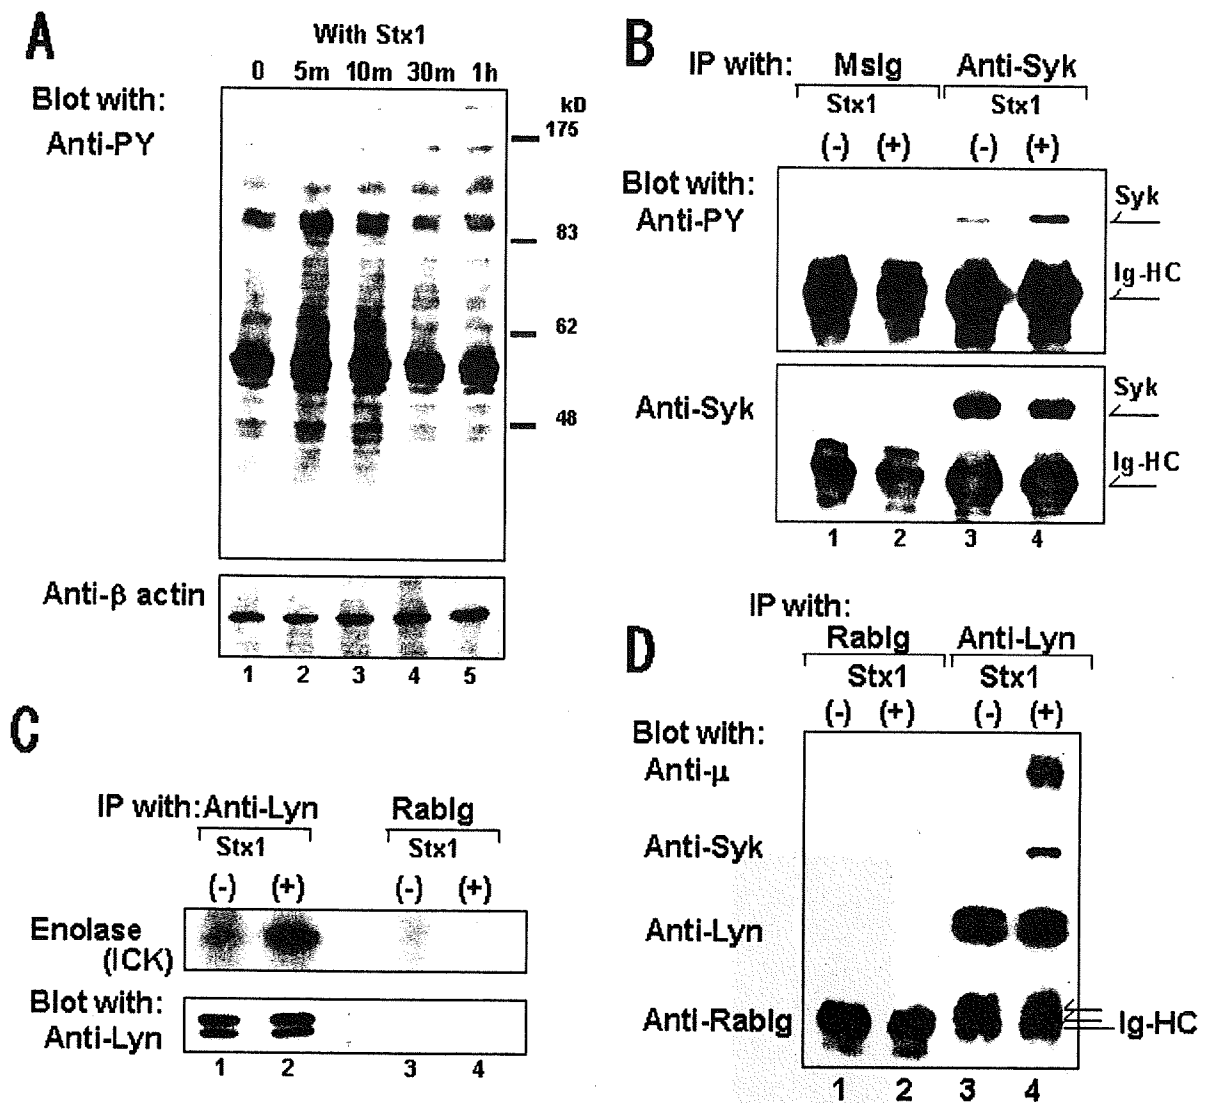 A
With Stx1
0 5m 10m 30m 1h
Blot with:
Anti-PY
kD
175
83
62
48
Anti-β actin
1 2 3 4 5
B
IP with: MsIg Anti-Syk
Stx1 Stx1
(-) (+) (-) (+)
Blot with:
Anti-PY
Syk
Ig-HC
Anti-Syk
Syk
Ig-HC
1 2 3 4
C
IP with: Anti-Lyn RabIg
Stx1 Stx1
(-) (+) (-) (+)
Enolase
(ICK)
Blot with:
Anti-Lyn
1 2 3 4
D
IP with:
RabIg Anti-Lyn
Stx1 Stx1
(-) (+) (-) (+)
Blot with:
Anti-μ
Anti-Syk
Anti-Lyn
Anti-RabIg
Ig-HC
1 2 3 4